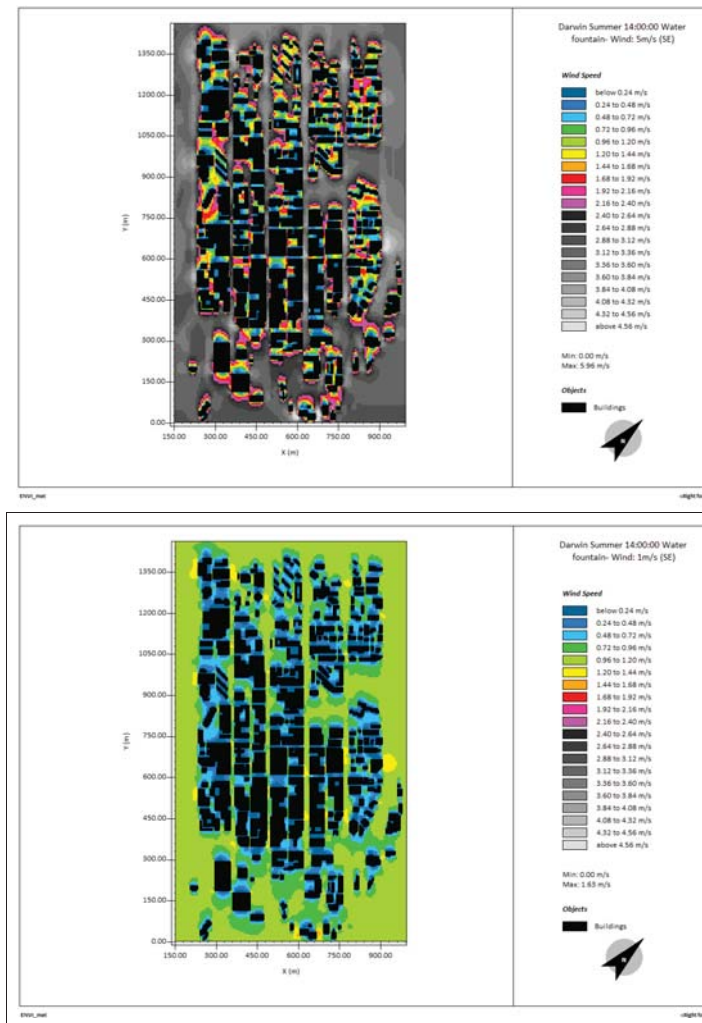 Darwin Summer 14:00:00 Water
fountain- Wind: 5m/s (SE)
Wind Speed
below 0.24 m/s
0.24 to 0.48 m/s
0.48 to 0.72 m/s
0.72 to 0.96 m/s
0.96 to 1.20 m/s
1.20 to 1.44 m/s
1.44 to 1.68 m/s
1.68 to 1.92 m/s
1.92 to 2.16 m/s
2.16 to 2.40 m/s
2.40 to 2.64 m/s
2.64 to 2.88 m/s
2.88 to 3.12 m/s
3.12 to 3.36 m/s
3.36 to 3.60 m/s
3.60 to 3.84 m/s
3.84 to 4.08 m/s
4.08 to 4.32 m/s
4.32 to 4.56 m/s
above 4.56 m/s
Min: 0.00 m/s
Max: 5.96 m/s
Objects
Buildings
N
1350.00
1200.00
1050.00
900.00
750.00
600.00
450.00
300.00
150.00
0.00
Y (m)
150.00 300.00 450.00 600.00 750.00 900.00
X (m)
<Right fo
Darwin Summer 14:00:00 Water
fountain- Wind: 1m/s (SE)
Wind Speed
below 0.24 m/s
0.24 to 0.48 m/s
0.48 to 0.72 m/s
0.72 to 0.96 m/s
0.96 to 1.20 m/s
1.20 to 1.44 m/s
1.44 to 1.68 m/s
1.68 to 1.92 m/s
1.92 to 2.16 m/s
2.16 to 2.40 m/s
2.40 to 2.64 m/s
2.64 to 2.88 m/s
2.88 to 3.12 m/s
3.12 to 3.36 m/s
3.36 to 3.60 m/s
3.60 to 3.84 m/s
3.84 to 4.08 m/s
4.08 to 4.32 m/s
4.32 to 4.56 m/s
above 4.56 m/s
Min: 0.00 m/s
Max: 1.63 m/s
Objects
Buildings
N
1350.00
1200.00
1050.00
900.00
750.00
600.00
450.00
300.00
150.00
0.00
Y (m)
150.00 300.00 450.00 600.00 750.00 900.00
X (m)
<Right fo